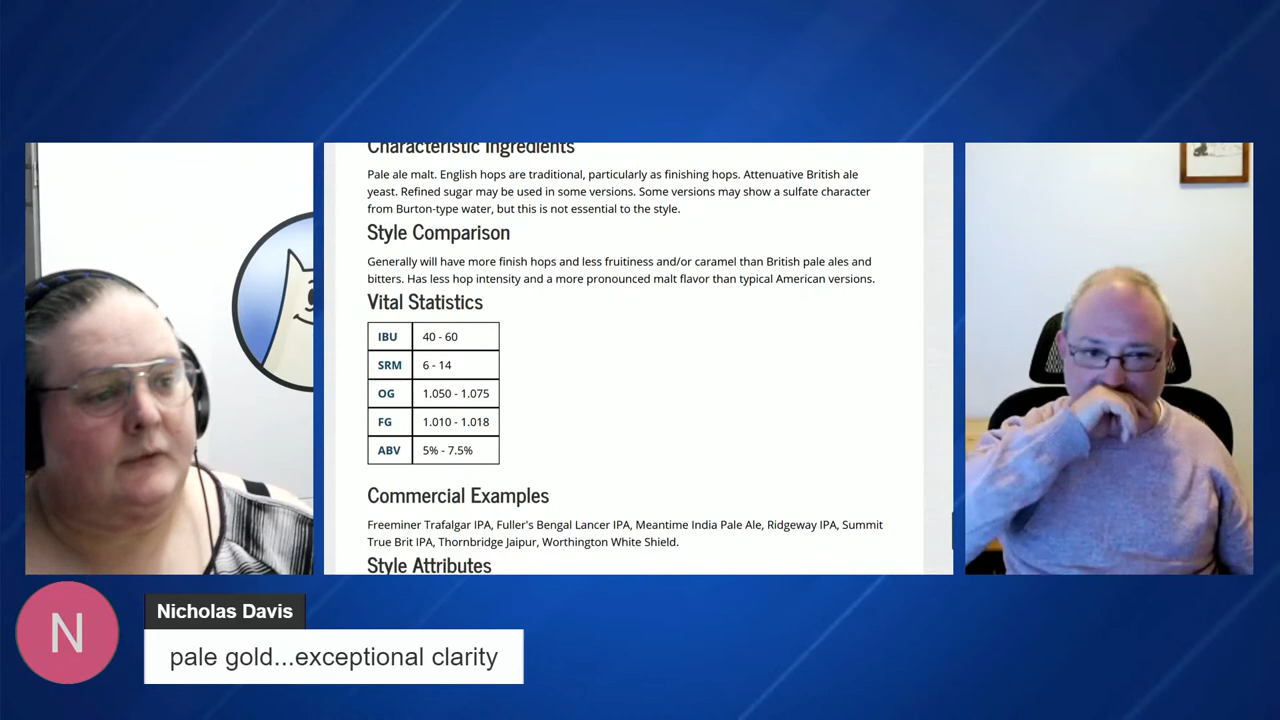 Characteristic Ingredients
Pale ale malt. English hops are traditional, particularly as finishing hops. Attenuative British ale
yeast. Refined sugar may be used in some versions. Some versions may show a sulfate character
from Burton-type water, but this is not essential to the style.
Style Comparison
Generally will have more finish hops and less fruitiness and/or caramel than British pale ales and
bitters. Has less hop intensity and a more pronounced malt flavor than typical American versions.
Vital Statistics
IBU 40 - 60
SRM 6 - 14
OG 1.050 - 1.075
FG 1.010 - 1.018
ABV 5% - 7.5%
Commercial Examples
Freeminer Trafalgar IPA, Fuller's Bengal Lancer IPA, Meantime India Pale Ale, Ridgeway IPA, Summit
True Brit IPA, Thornbridge Jaipur, Worthington White Shield.
Style Attributes
N
Nicholas Davis
pale gold...exceptional clarity